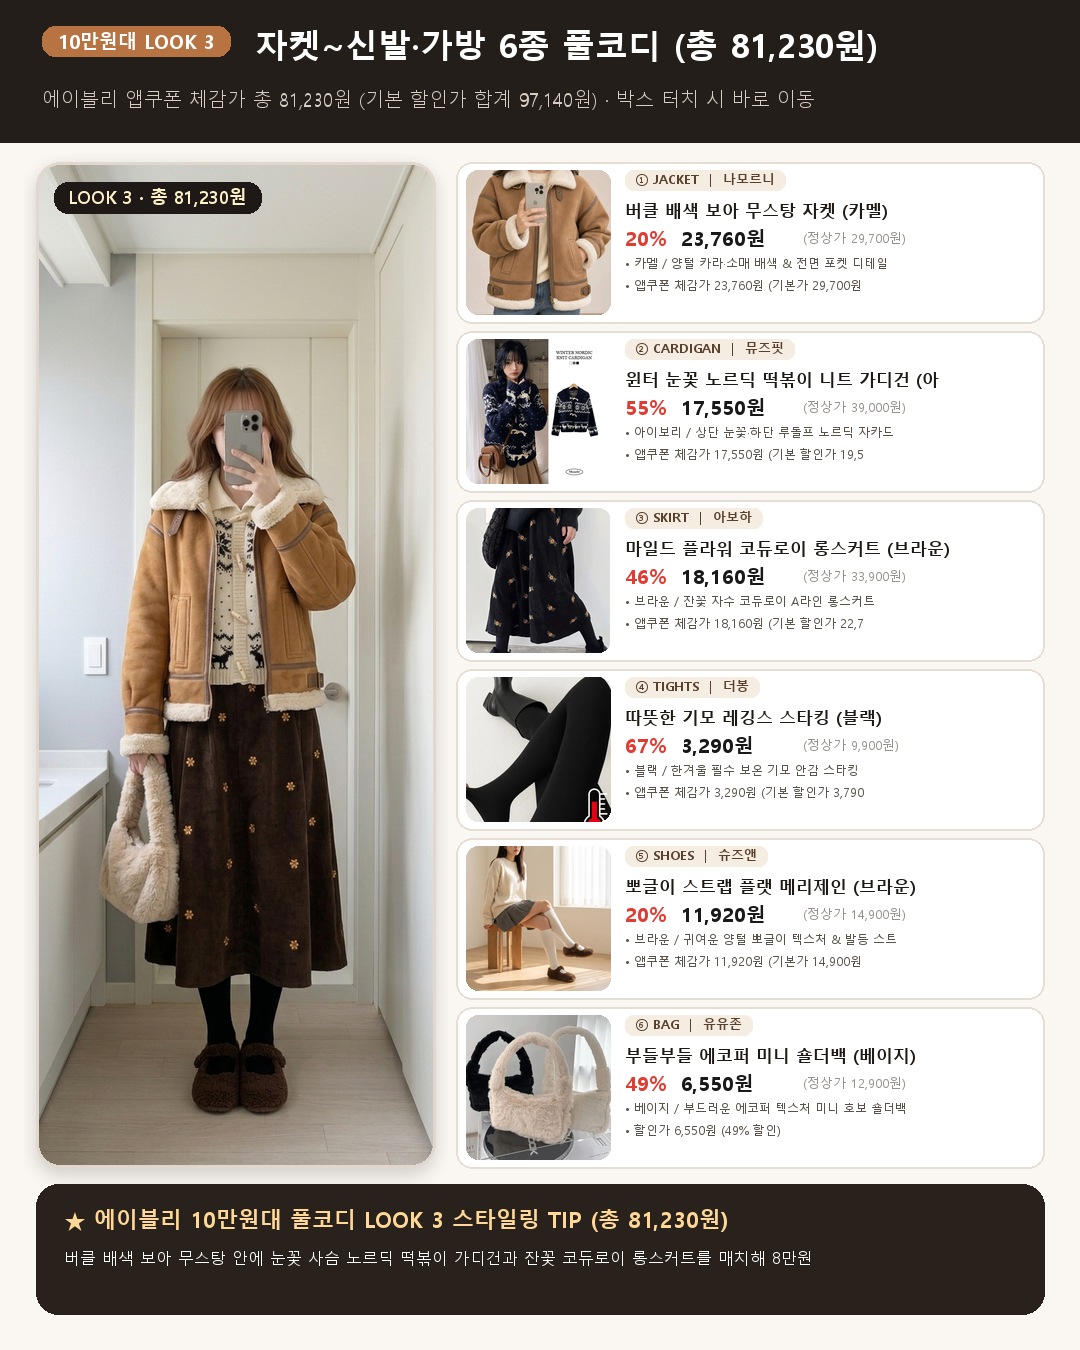 10만원대 LOOK 3
자켓~신발·가방 6종 풀코디 (총 81,230원)
에이블리 앱쿠폰 체감가 총 81,230원 (기본 할인가 합계 97,140원) · 박스 터치 시 바로 이동
LOOK 3 · 총 81,230원
① JACKET | 나모르니
버클 배색 보아 무스탕 자켓 (카멜)
20% 23,760원 (정상가 29,700원)
• 카멜 / 양털 카라·소매 배색 & 전면 포켓 디테일
• 앱쿠폰 체감가 23,760원 (기본가 29,700원
WINTER NORDIC
KNIT CARDIGAN
② CARDIGAN | 뮤즈핏
윈터 눈꽃 노르딕 떡볶이 니트 가디건 (아
55% 17,550원 (정상가 39,000원)
• 아이보리 / 상단 눈꽃·하단 루돌프 노르딕 자카드
• 앱쿠폰 체감가 17,550원 (기본 할인가 19,5
③ SKIRT | 아보하
마일드 플라워 코듀로이 롱스커트 (브라운)
46% 18,160원 (정상가 33,900원)
• 브라운 / 잔꽃 자수 코듀로이 A라인 롱스커트
• 앱쿠폰 체감가 18,160원 (기본 할인가 22,7
④ TIGHTS | 더봉
따뜻한 기모 레깅스 스타킹 (블랙)
67% 3,290원 (정상가 9,900원)
• 블랙 / 한겨울 필수 보온 기모 안감 스타킹
• 앱쿠폰 체감가 3,290원 (기본 할인가 3,790
⑤ SHOES | 슈즈앤
뽀글이 스트랩 플랫 메리제인 (브라운)
20% 11,920원 (정상가 14,900원)
• 브라운 / 귀여운 양털 뽀글이 텍스처 & 발등 스트
• 앱쿠폰 체감가 11,920원 (기본가 14,900원
⑥ BAG | 유유존
부들부들 에코퍼 미니 숄더백 (베이지)
49% 6,550원 (정상가 12,900원)
• 베이지 / 부드러운 에코퍼 텍스처 미니 호보 숄더백
• 할인가 6,550원 (49% 할인)
★ 에이블리 10만원대 풀코디 LOOK 3 스타일링 TIP (총 81,230원)
버클 배색 보아 무스탕 안에 눈꽃 사슴 노르딕 떡볶이 가디건과 잔꽃 코듀로이 롱스커트를 매치해 8만원